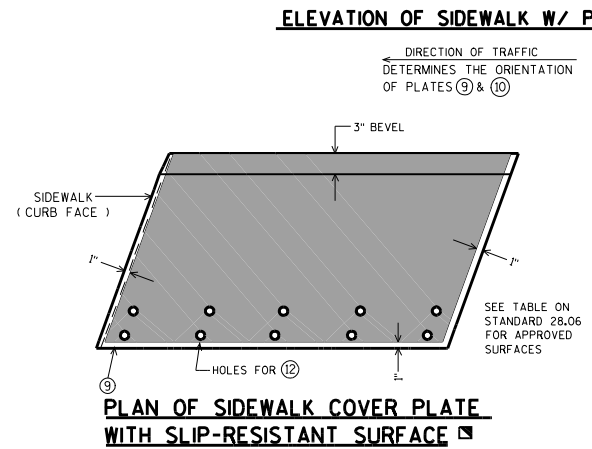 ELEVATION OF SIDEWALK W/ P
DIRECTION OF TRAFFIC
DETERMINES THE ORIENTATION
OF PLATES 9 & 10
3" BEVEL
SIDEWALK
( CURB FACE )
1"
1"
SEE TABLE ON
STANDARD 28.06
FOR APPROVED
SURFACES
1"
HOLES FOR 12
9
PLAN OF SIDEWALK COVER PLATE
WITH SLIP-RESISTANT SURFACE